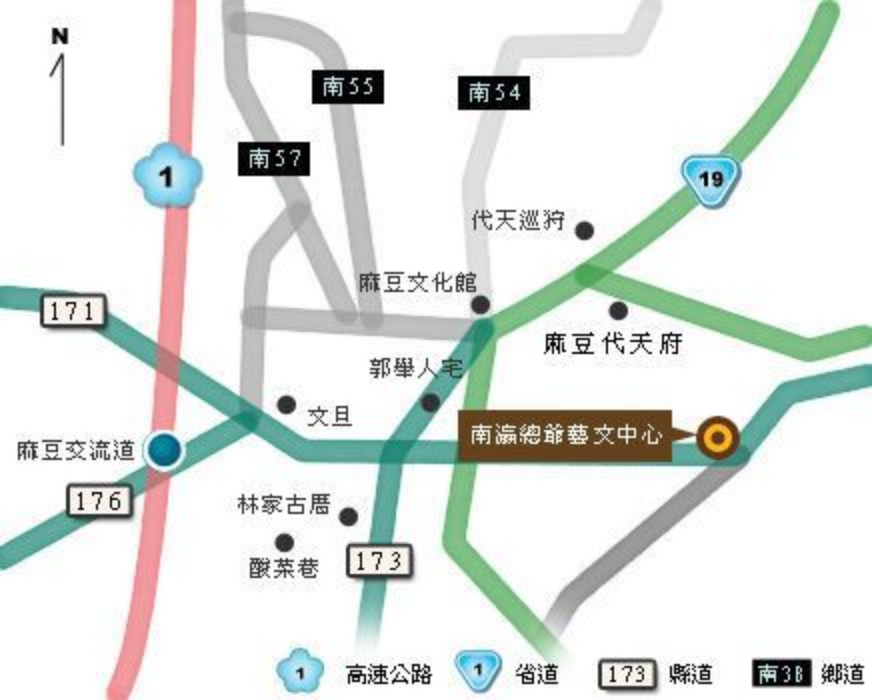 N
南55
南54
南57
1
19
代天巡狩
麻豆文化館
171
麻豆代天府
郭舉人宅
文旦
南瀛總爺藝文中心
麻豆交流道
176
林家古厝
酸菜巷
173
1 高速公路 1 省道 173 縣道 南3B 鄉道